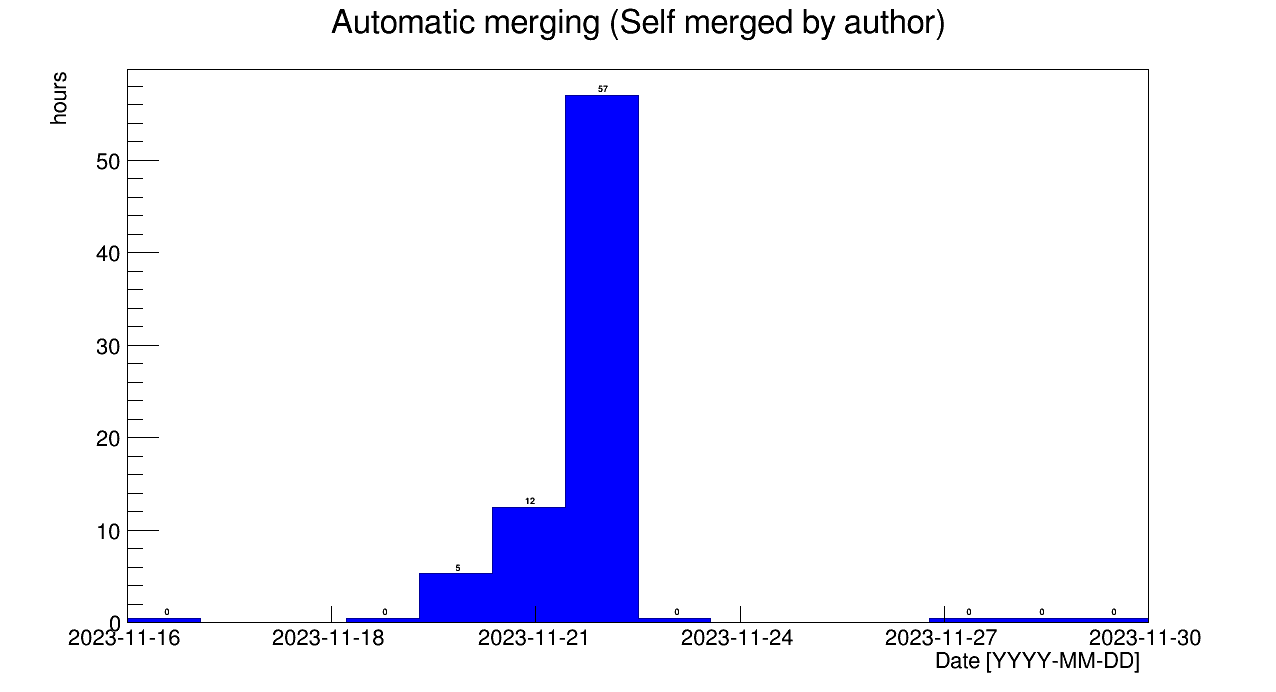 Automatic merging (Self merged by author)
hours
57
50
40
30
20
12
10
5
0 0 0 0 0 0
0
2023-11-16 2023-11-18 2023-11-21 2023-11-24 2023-11-27 2023-11-30
Date [YYYY-MM-DD]